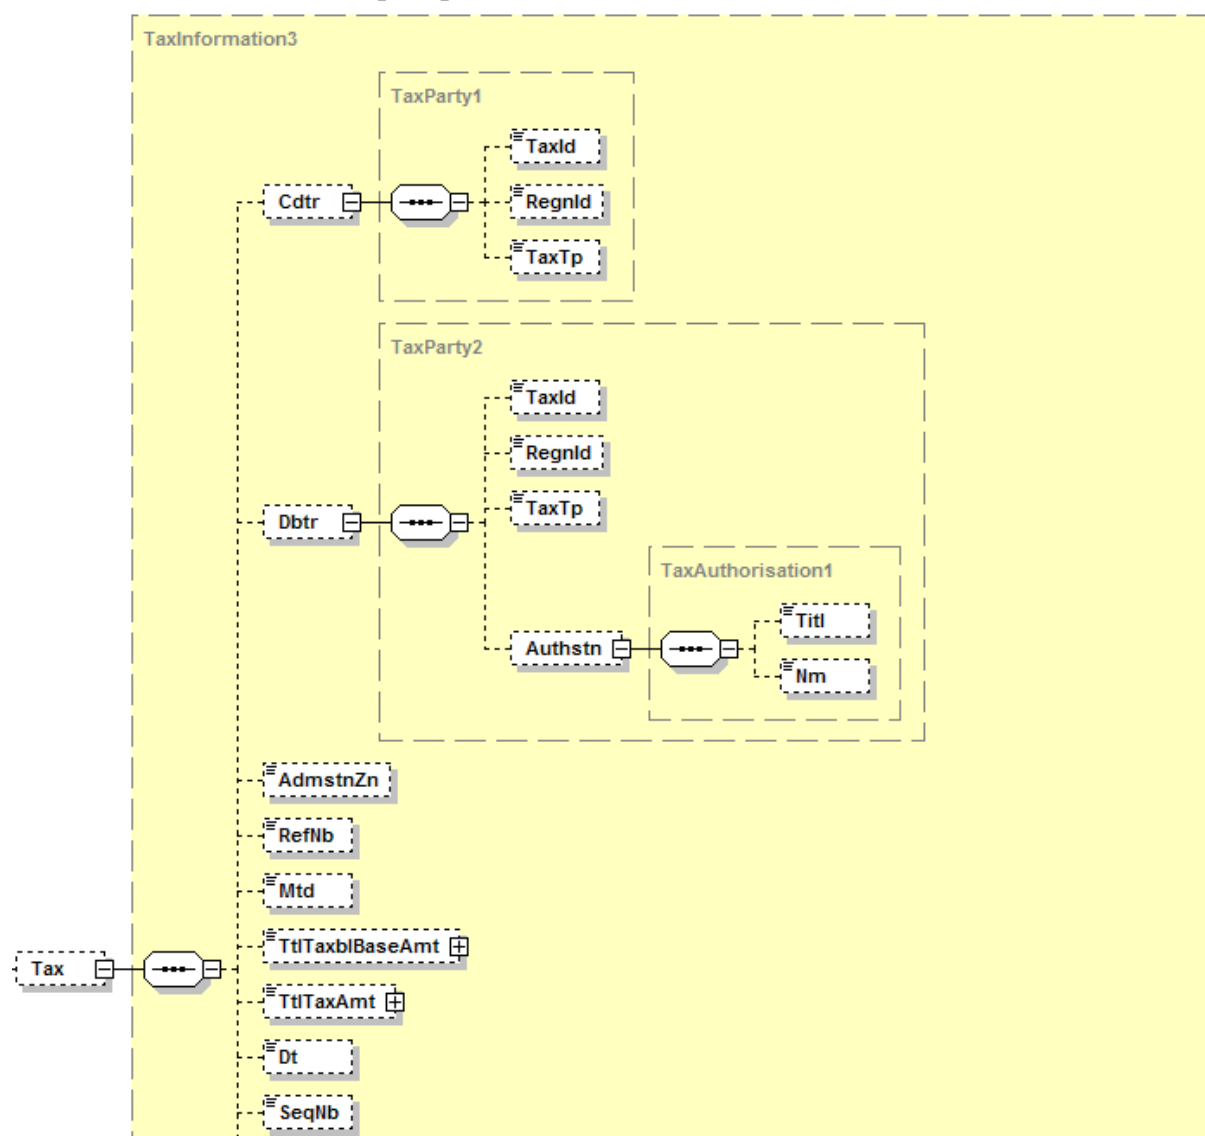 TaxInformation3
TaxParty1
TaxId
Cdtr
RegnId
TaxTp
TaxParty2
TaxId
RegnId
TaxTp
Dbtr
TaxAuthorisation1
Titl
Authstn
Nm
AdmstnZn
RefNb
Mtd
TtlTaxblBaseAmt
Tax
TtlTaxAmt
Dt
SeqNb